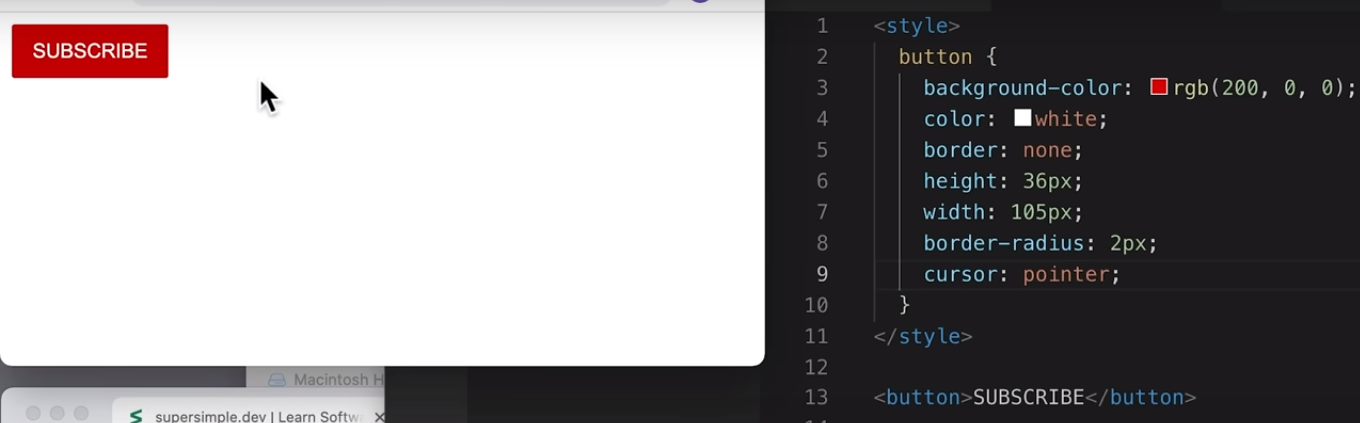 SUBSCRIBE
1 <style>
2 button {
3 background-color: rgb(200, 0, 0);
4 color: white;
5 border: none;
6 height: 36px;
7 width: 105px;
8 border-radius: 2px;
9 cursor: pointer;
10 }
11 </style>
12
13 <button>SUBSCRIBE</button>
Macintosh H
supersimple.dev | Learn Softw